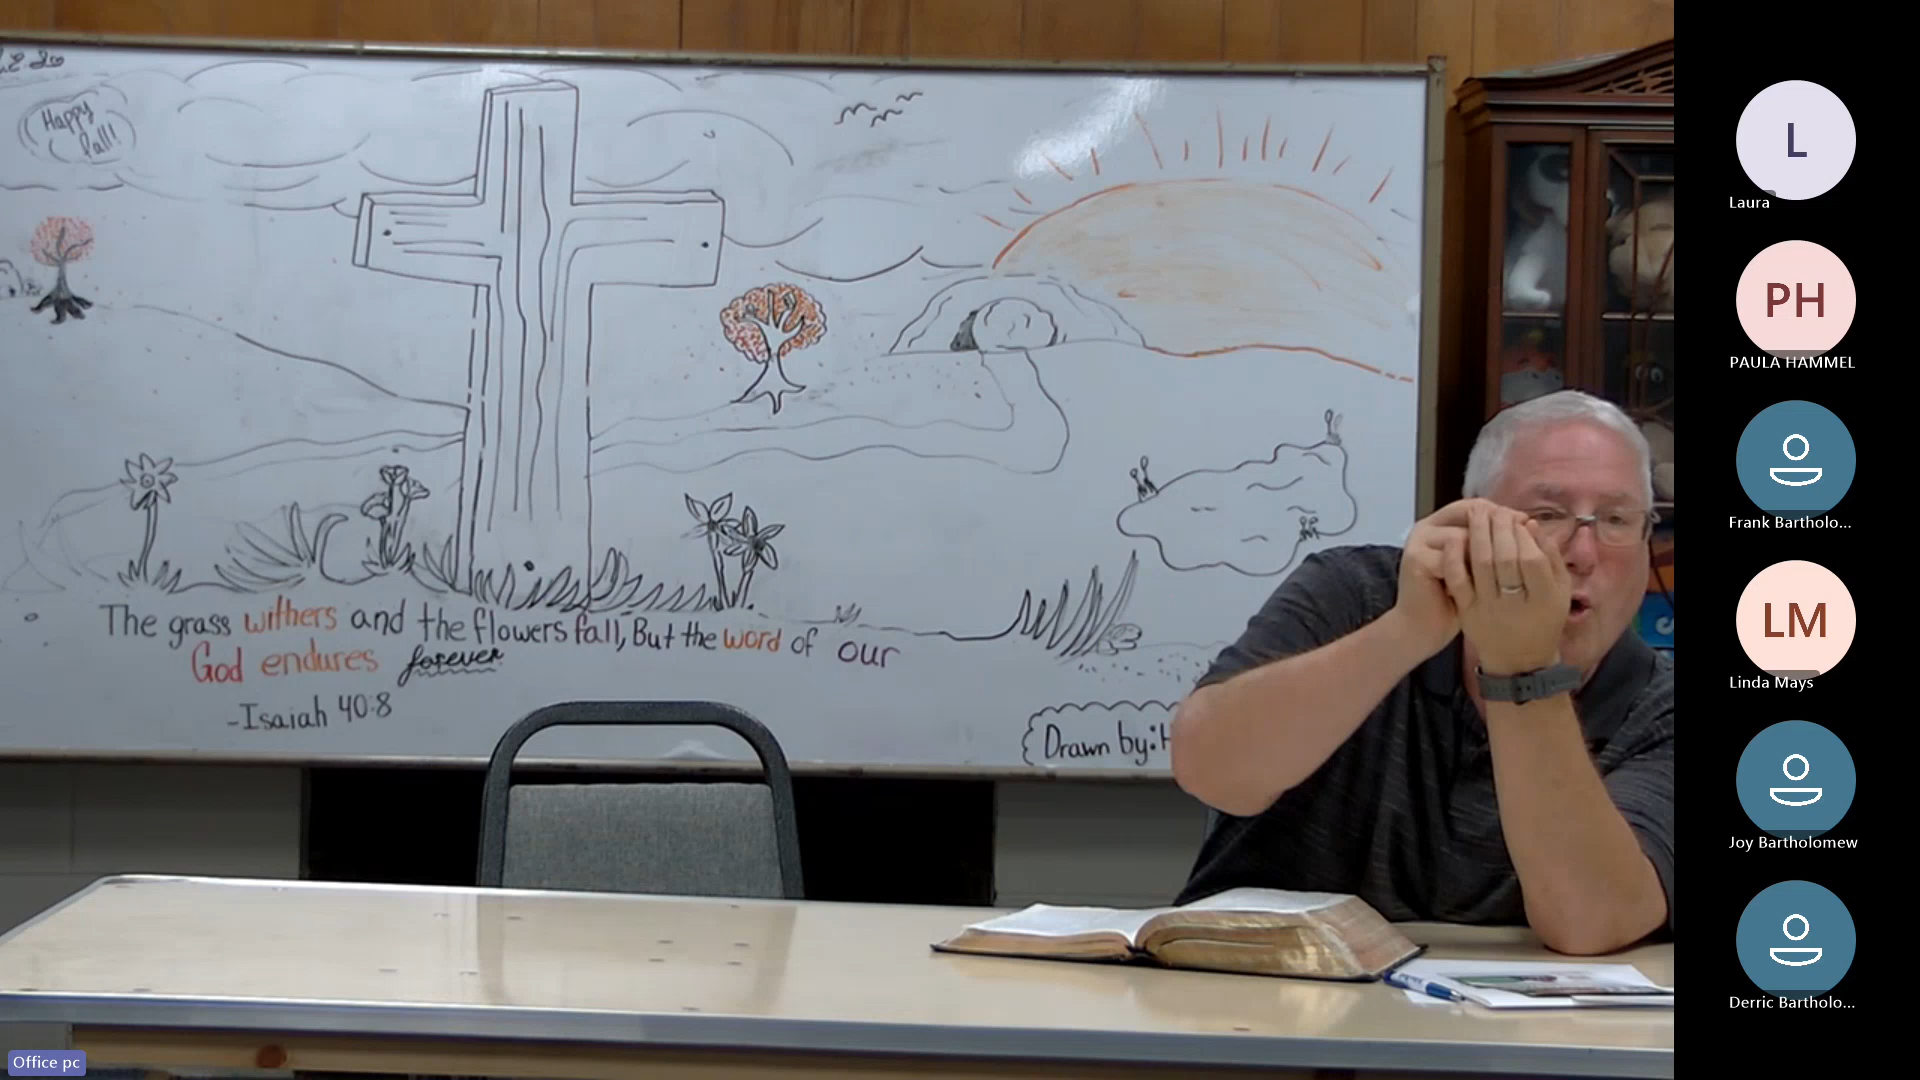 Happy
fall!
The grass withers and the flowers fall, But the word of our
God endures forever
-Isaiah 40:8
Drawn by:
Office pc
L
Laura
PH
PAULA HAMMEL
Frank Bartholo...
LM
Linda Mays
Joy Bartholomew
Derric Bartholo...